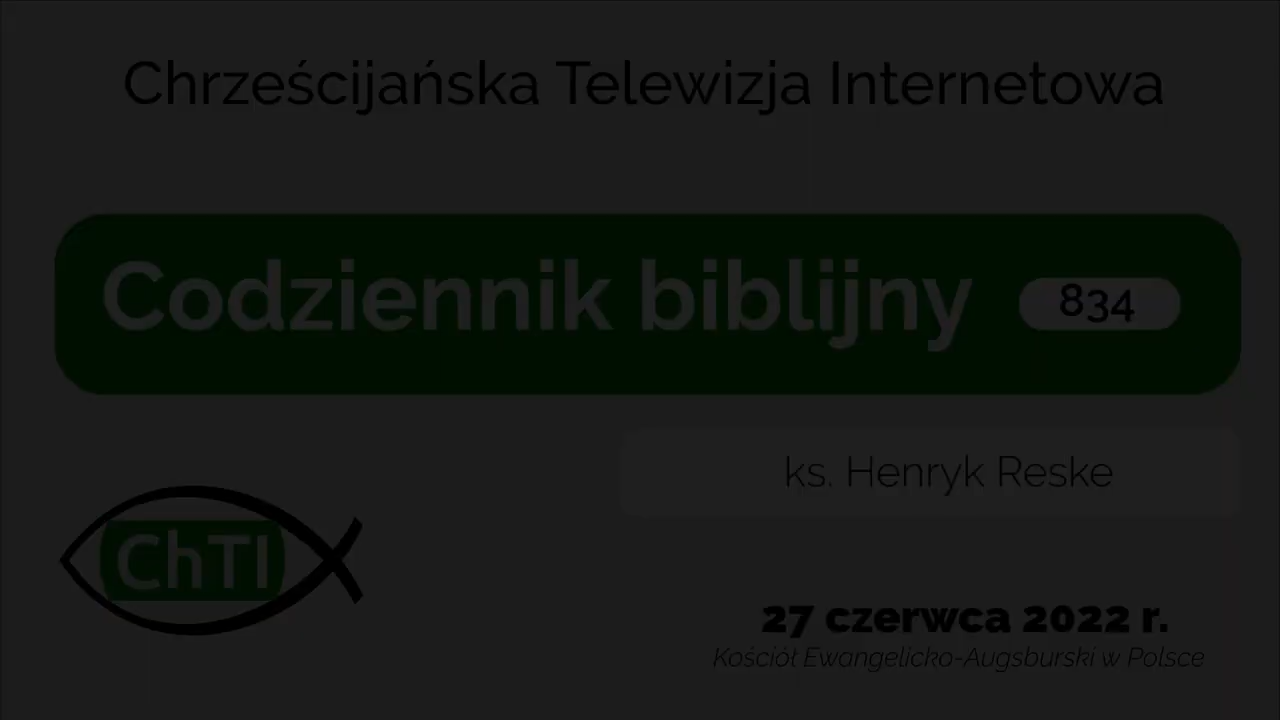 Chrześcijańska Telewizja Internetowa
Codziennik biblijny 834
ks. Henryk Reske
ChTI
27 czerwca 2022 r.
Kościół Ewangelicko-Augsburski w Polsce